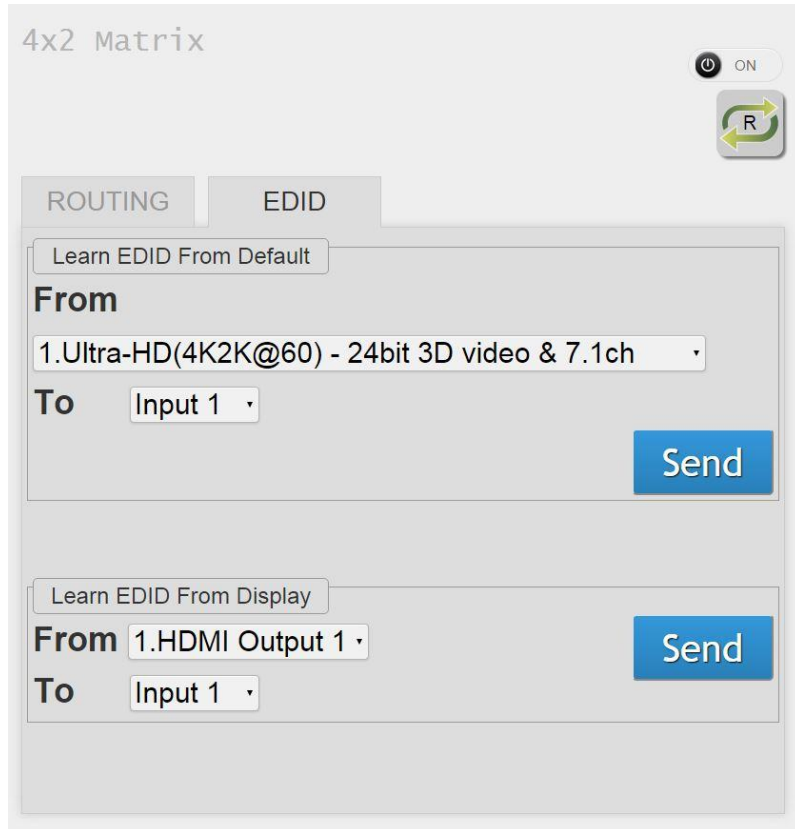 4x2 Matrix
ON
R
ROUTING EDID
Learn EDID From Default
From
1.Ultra-HD(4K2K@60) - 24bit 3D video & 7.1ch
To Input 1
Send
Learn EDID From Display
From 1.HDMI Output 1
Send
To Input 1